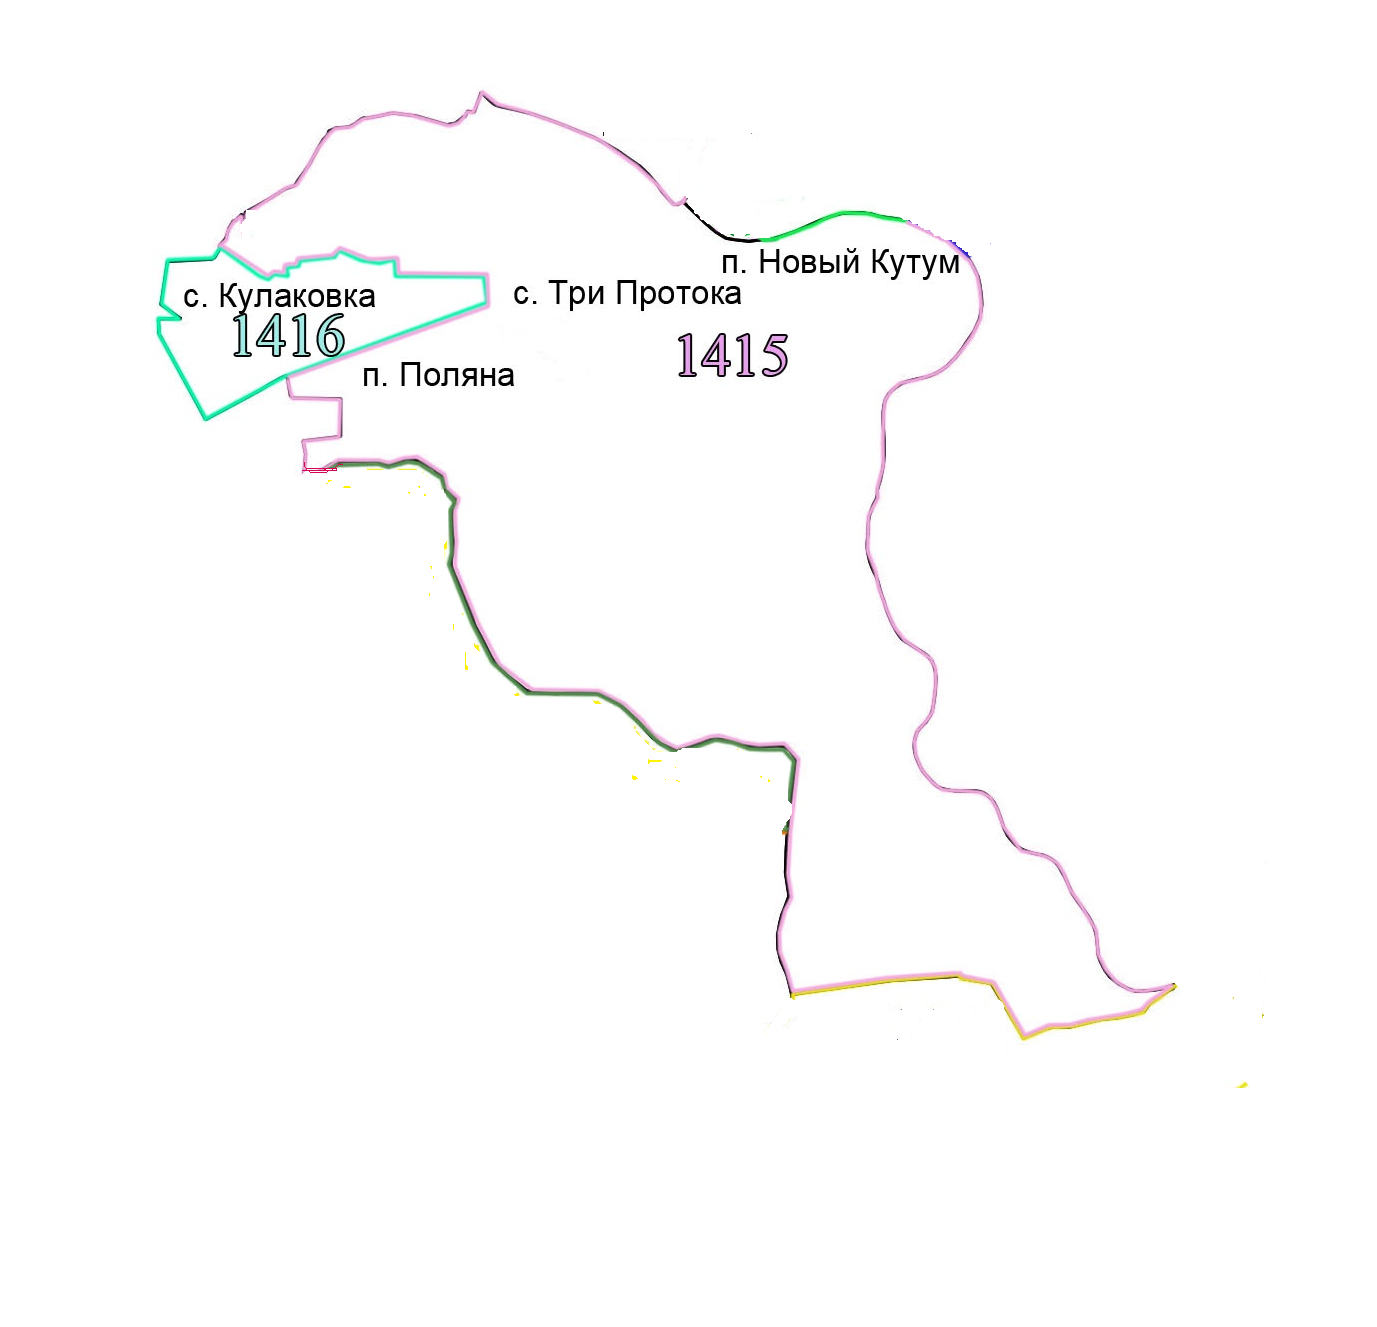 п. Новый Кутум
с. Кулаковка
с. Три Протока
1416
1415
п. Поляна